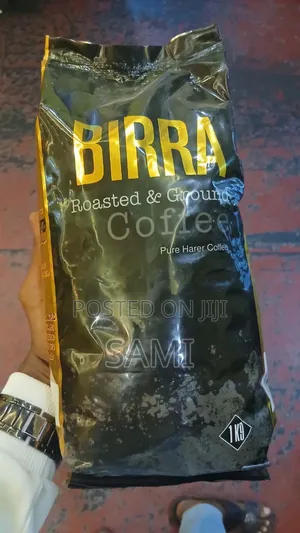 BIRRA
Roasted & Ground
Coffee
Pure Harer Coffee
POSTED ON JIJI
SAMI
1KG